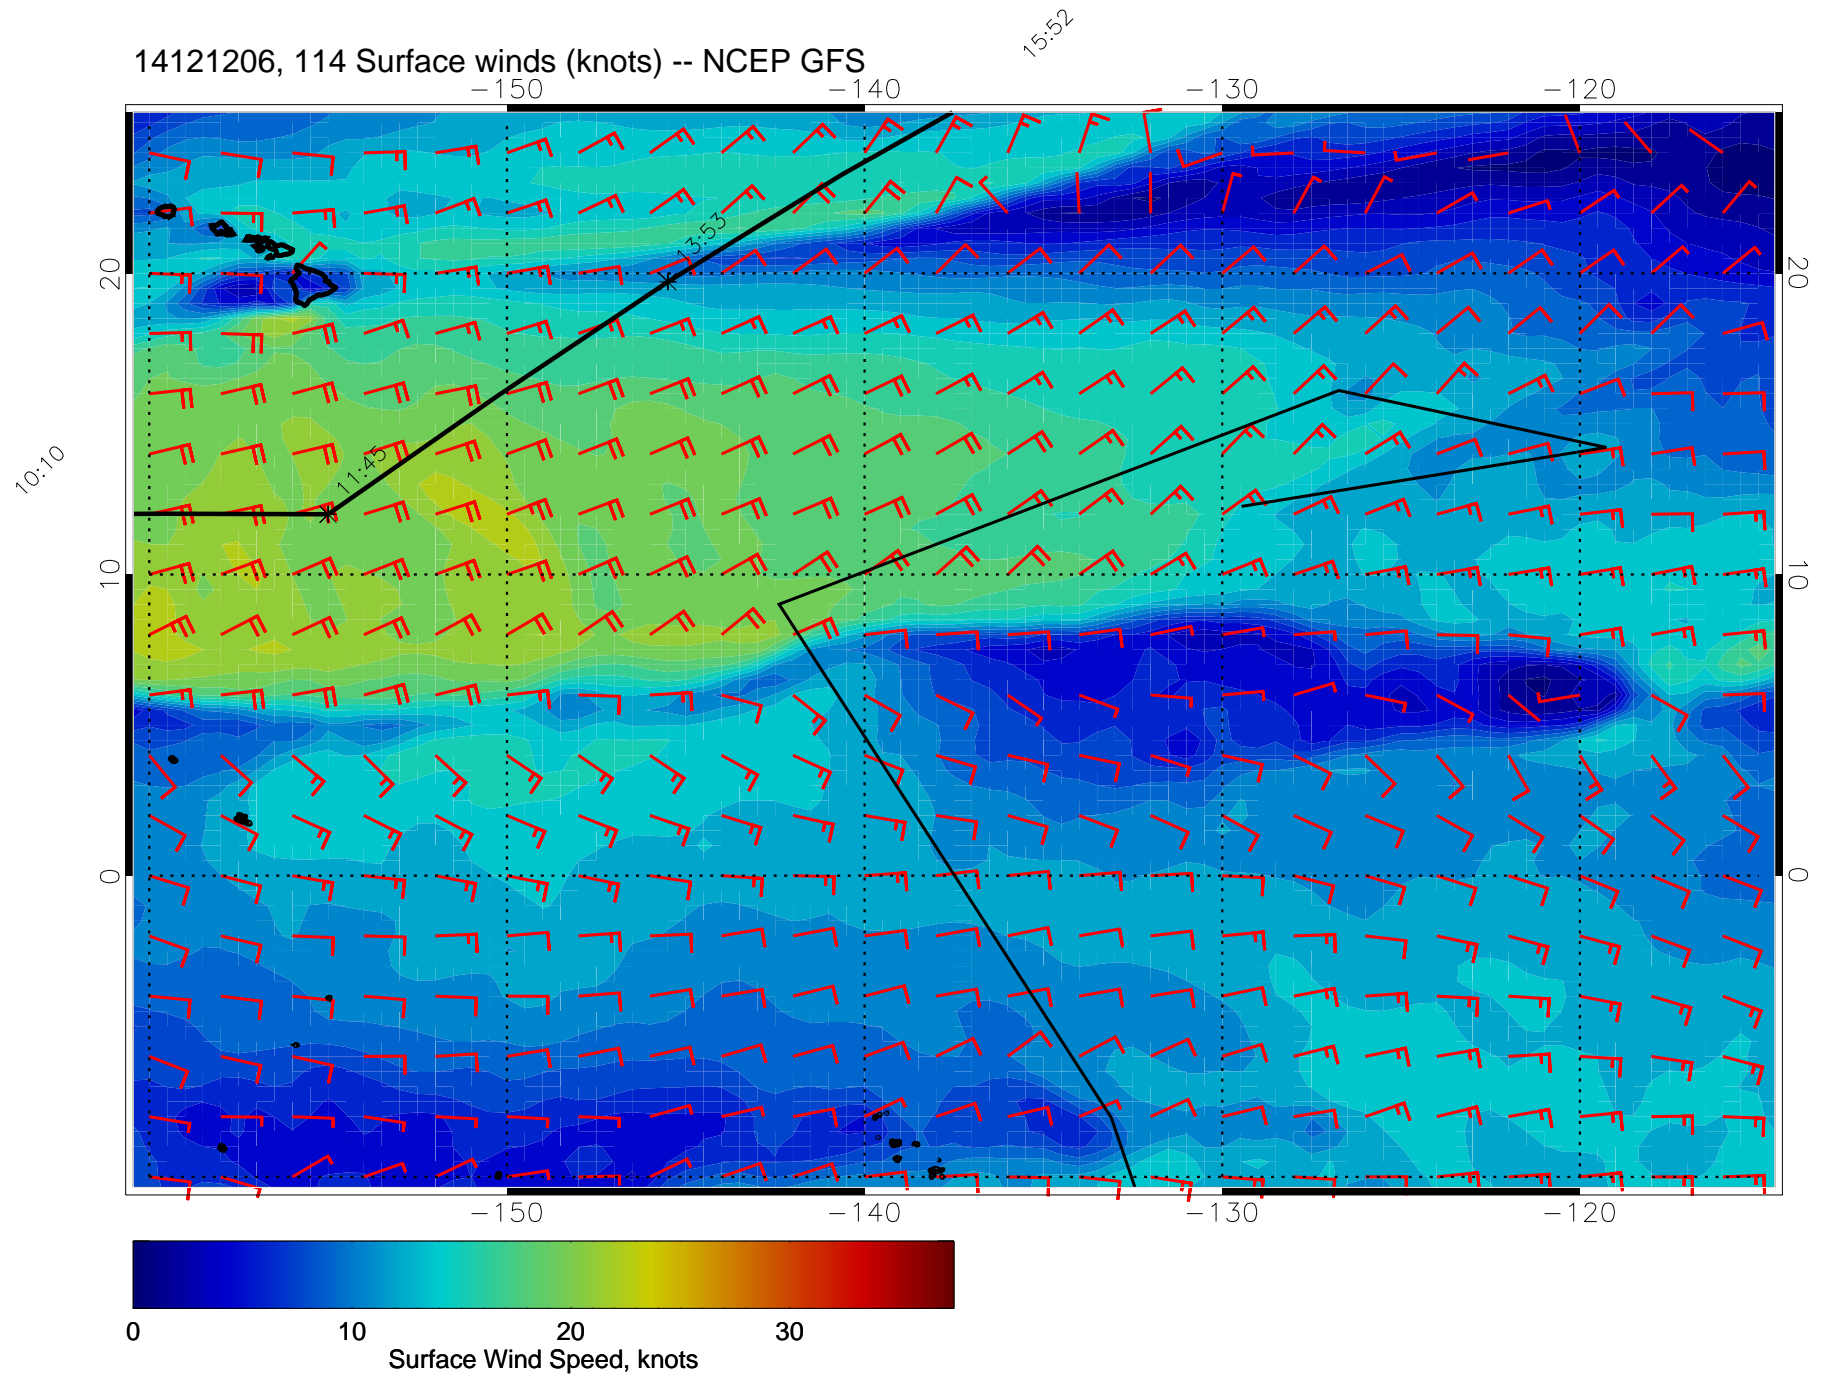 15:52
14121206, 114 Surface winds (knots) -- NCEP GFS
-150 -140 -130 -120
13:53
20 20
11:45
10:10
10 10
0 0
-150 -140 -130 -120
0 10 20 30
Surface Wind Speed, knots